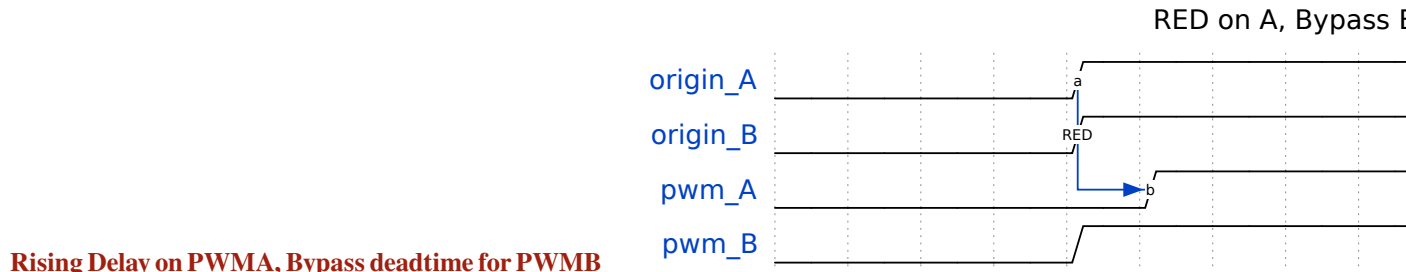 RED on A, Bypass
origin_A
a
origin_B
RED
pwm_A
b
pwm_B
Rising Delay on PWMA, Bypass deadtime for PWMB